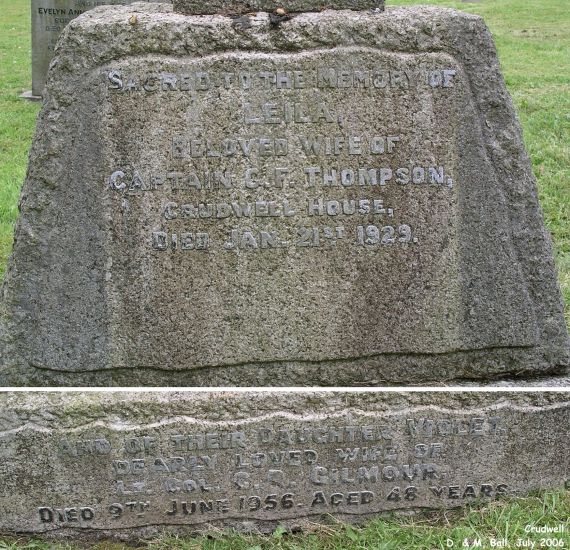 EVELYN ANN
SACRED TO THE MEMORY OF
LEILA,
BELOVED WIFE OF
CAPTAIN C. F. THOMPSON,
CRUDWELL HOUSE,
DIED JAN. 21ST 1929.
AND OF THEIR DAUGHTER VIOLET,
DEARLY LOVED WIFE OF
LT. COL. GILMOUR
DIED 9TH JUNE 1956. AGED 48 YEARS.
Crudwell
D. & M. Ball, July 2006